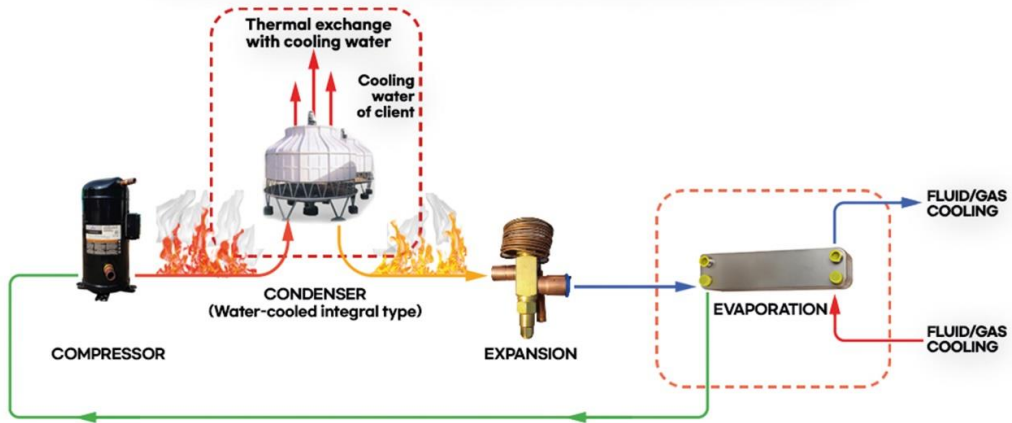 Thermal exchange
with cooling water
Cooling
water
of client
CONDENSER
(Water-cooled integral type)
COMPRESSOR
EXPANSION
EVAPORATION
FLUID/GAS
COOLING
FLUID/GAS
COOLING